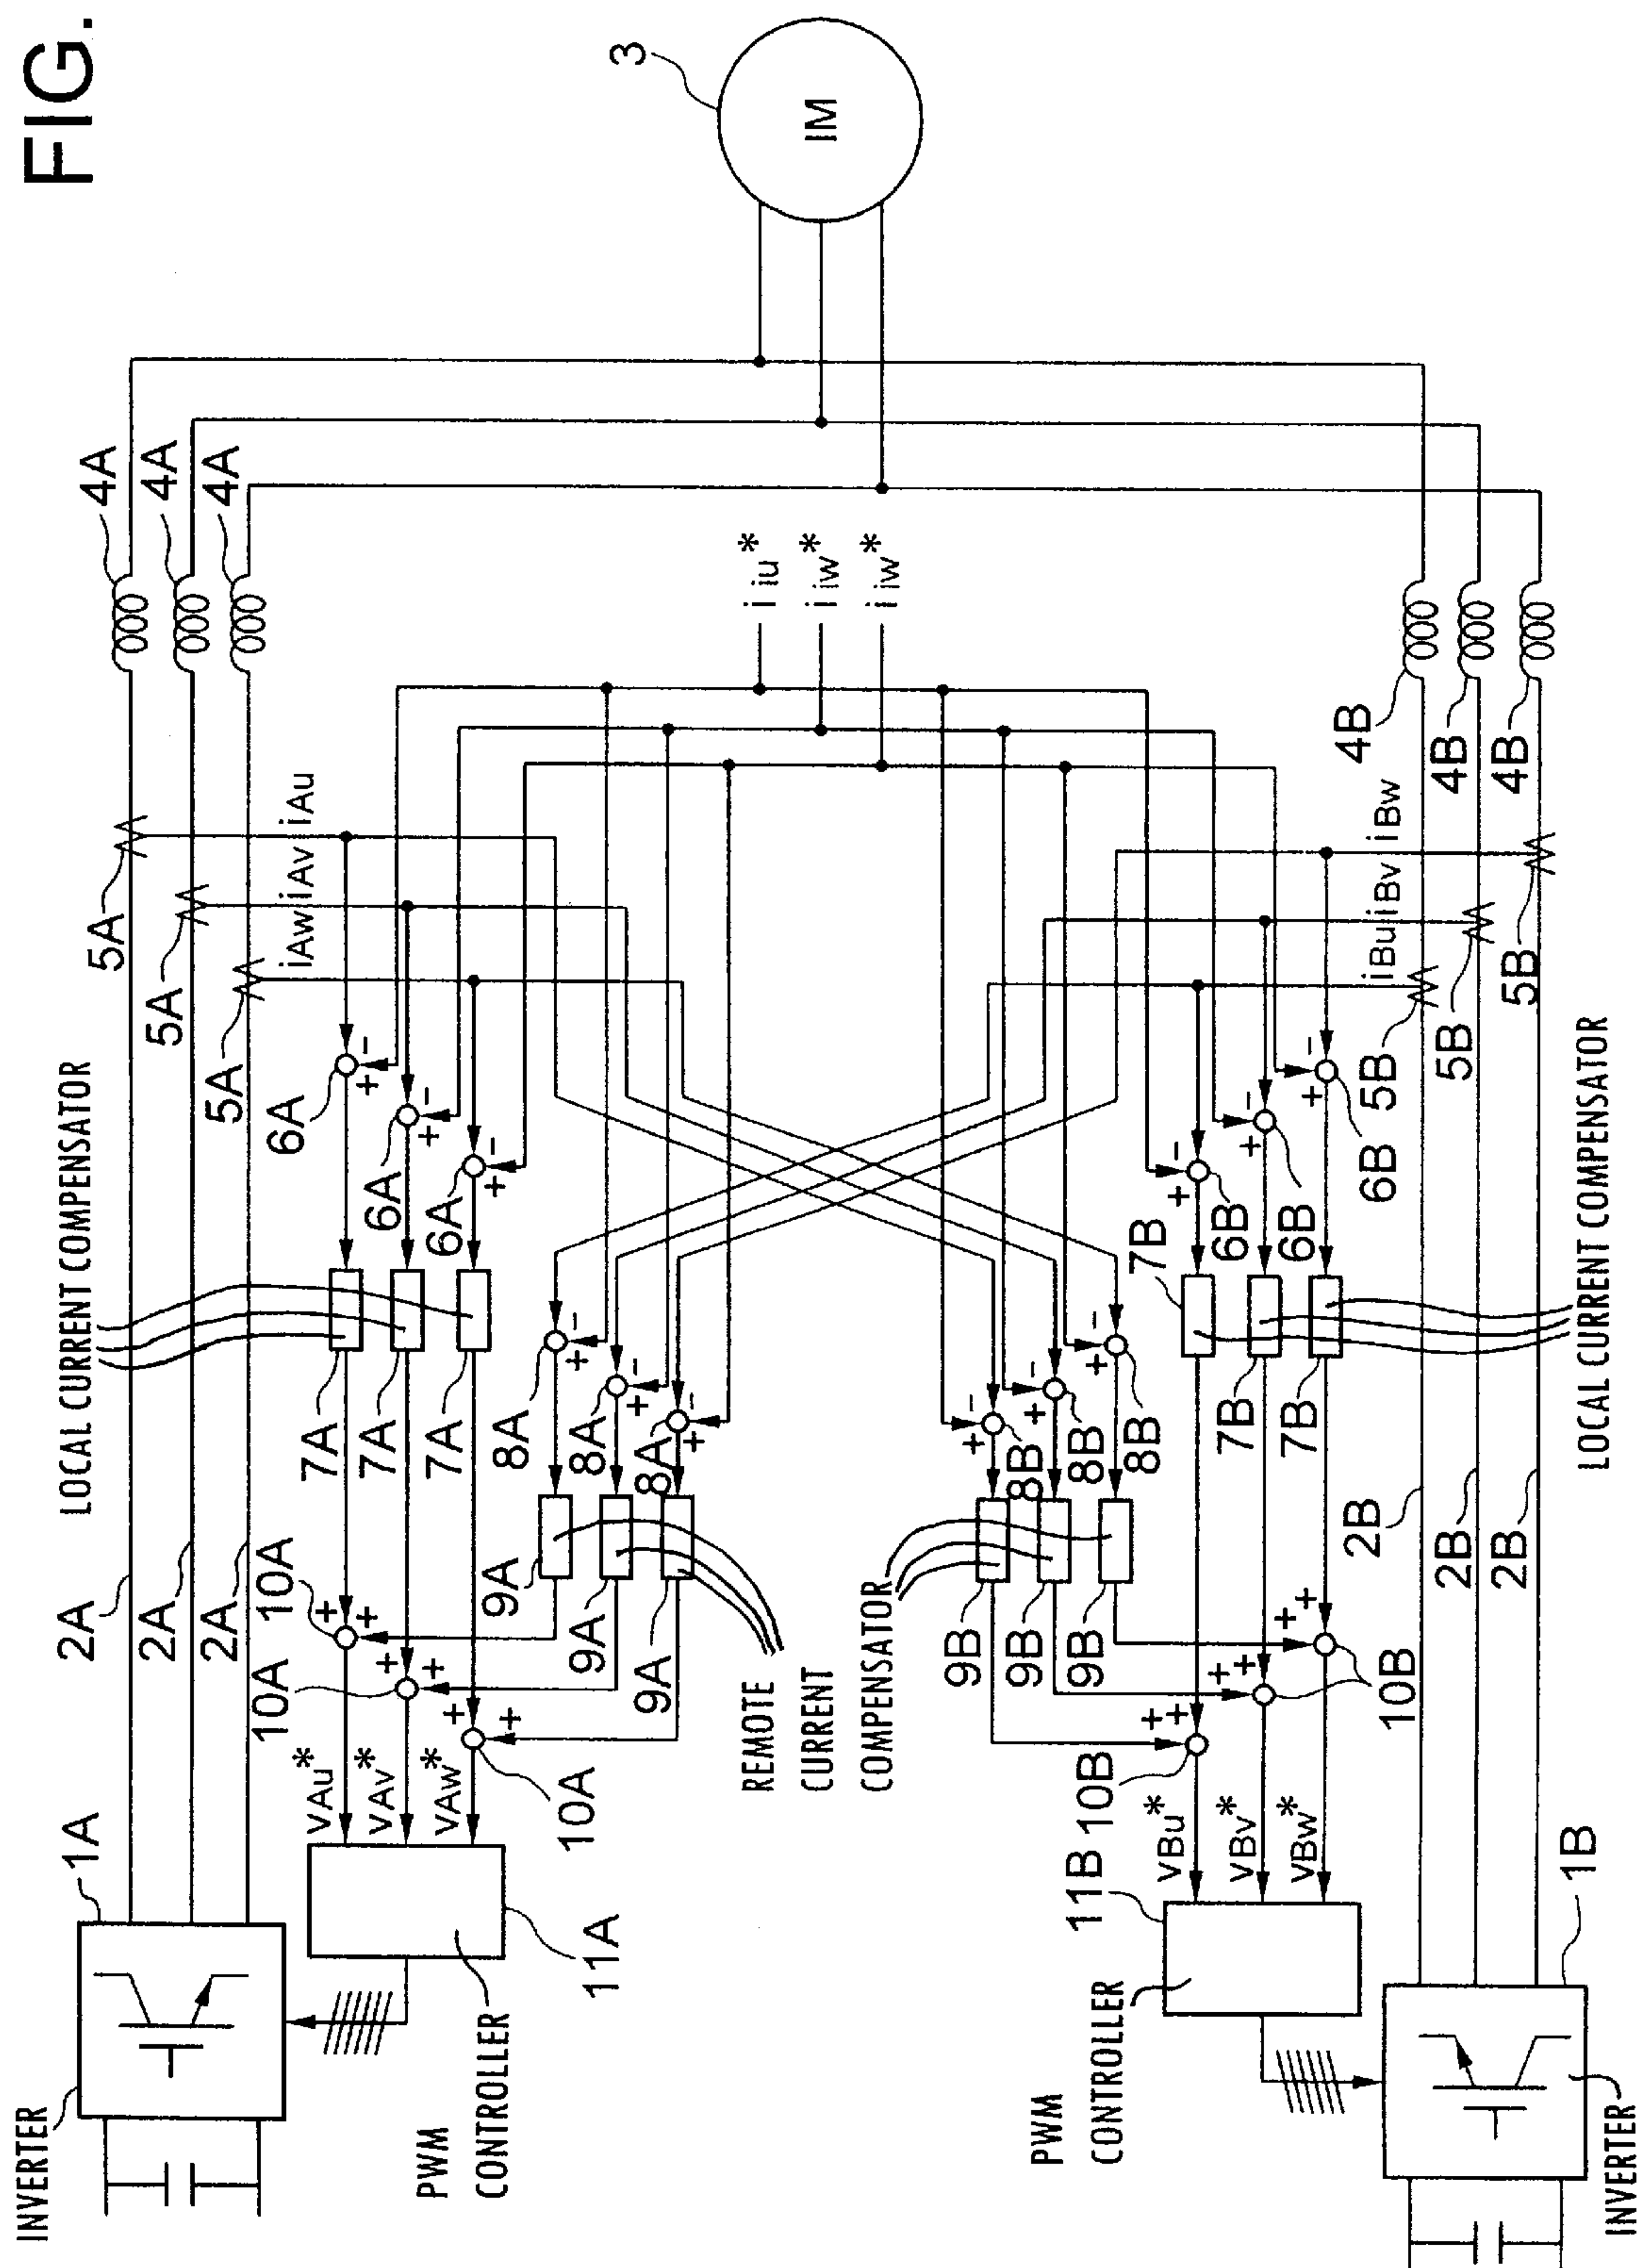 FIG.
3
IM
4A
4A
4A
i iu*
i iw*
i iw*
4B
4B
4B
iAu
iAv
iAw
iBw
iBv
iBu
5A
5A
5A
5B
5B
5B
LOCAL CURRENT COMPENSATOR
LOCAL CURRENT COMPENSATOR
6A
6A
6A
6B
6B
6B
- + - + - +
- + - + - +
7A
7A
7A
7B
7B
7B
8A
8A
8A
8B
8B
8B
- + - + - +
- + - + - +
9A
9A
9A
9B
9B
9B
REMOTE
CURRENT
COMPENSATOR
2A
2A
2A
2B
2B
2B
10A
10A
10A
10B
10B
+ + + + + +
+ + + + + +
vAu*
vAv*
vAw*
vBu*
vBv*
vBw*
1A
11A
11B
1B
PWM
CONTROLLER
PWM
CONTROLLER
INVERTER
INVERTER